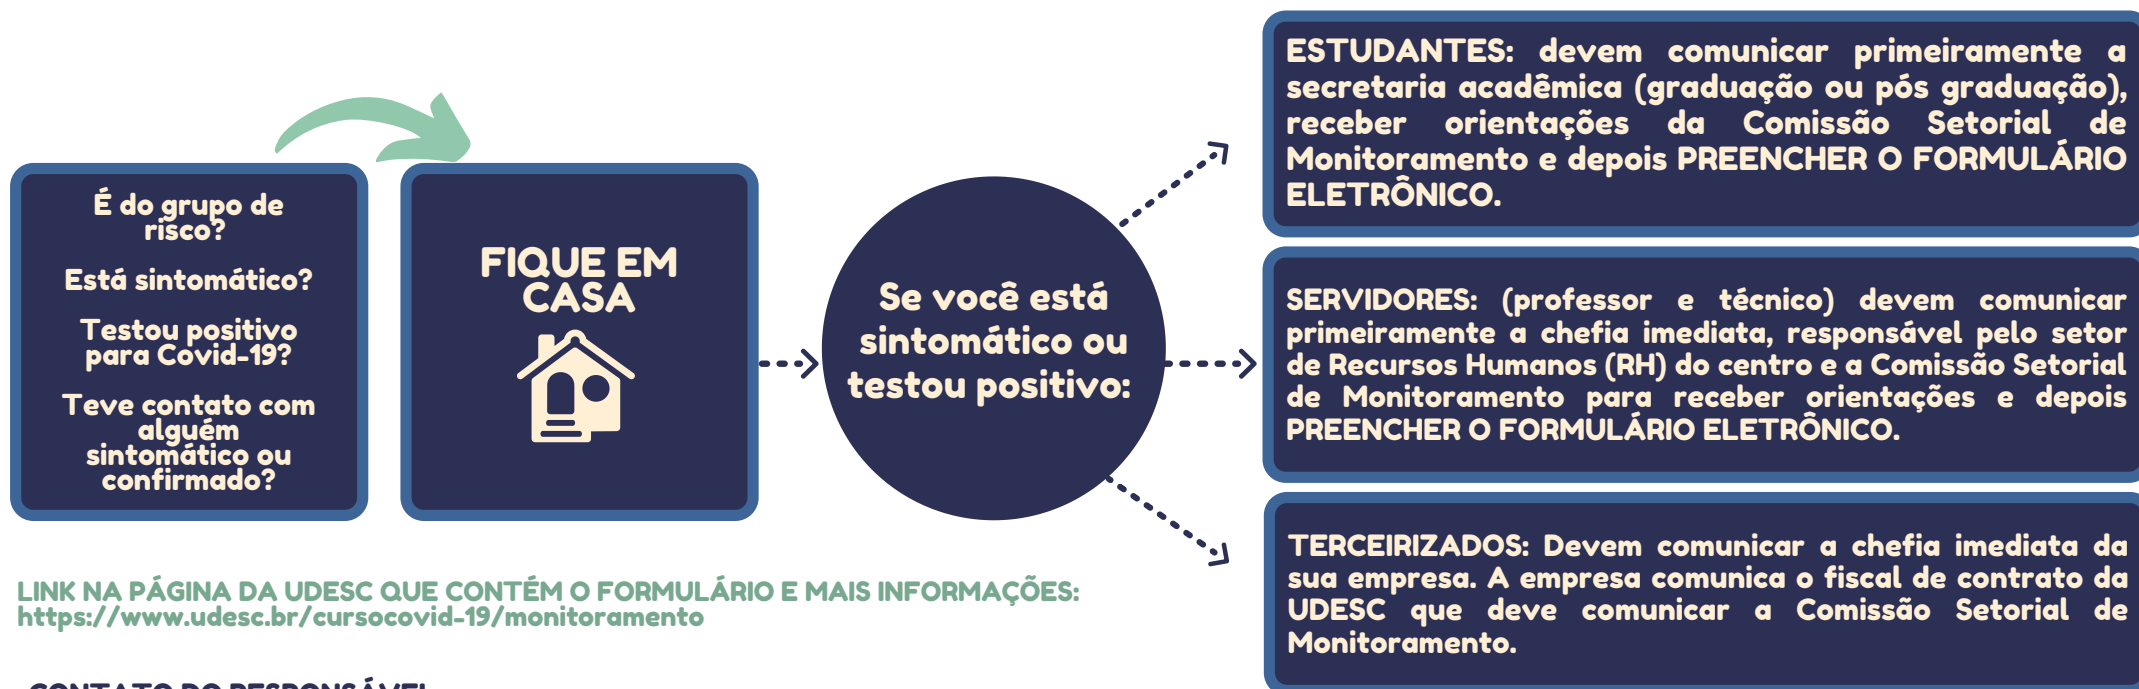 É do grupo de
risco?
Está sintomático?
Testou positivo
para Covid-19?
Teve contato com
alguém
sintomático ou
confirmado?
FIQUE EM
CASA
Se você está
sintomático ou
testou positivo:
ESTUDANTES: devem comunicar primeiramente a
secretaria acadêmica (graduação ou pós graduação),
receber orientações da Comissão Setorial de
Monitoramento e depois PREENCHER O FORMULÁRIO
ELETRÔNICO.
SERVIDORES: (professor e técnico) devem comunicar
primeiramente a chefia imediata, responsável pelo setor
de Recursos Humanos (RH) do centro e a Comissão Setorial
de Monitoramento para receber orientações e depois
PREENCHER O FORMULÁRIO ELETRÔNICO.
TERCEIRIZADOS: Devem comunicar a chefia imediata da
sua empresa. A empresa comunica o fiscal de contrato da
UDESC que deve comunicar a Comissão Setorial de
Monitoramento.
LINK NA PÁGINA DA UDESC QUE CONTÉM O FORMULÁRIO E MAIS INFORMAÇÕES:
https://www.udesc.br/cursocovid-19/monitoramento
CONTATO DO RESPONSÁVEL